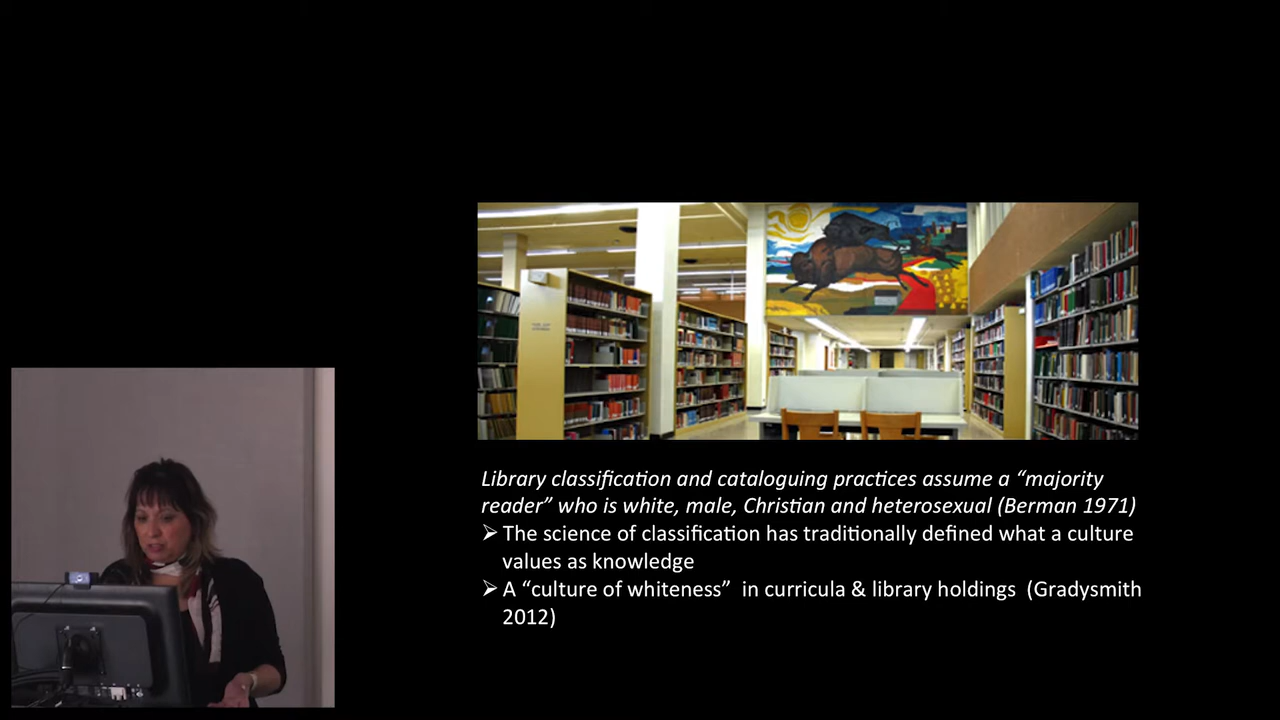 Library classification and cataloguing practices assume a “majority
reader” who is white, male, Christian and heterosexual (Berman 1971)
➢ The science of classification has traditionally defined what a culture
values as knowledge
➢ A “culture of whiteness” in curricula & library holdings (Gradysmith
2012)